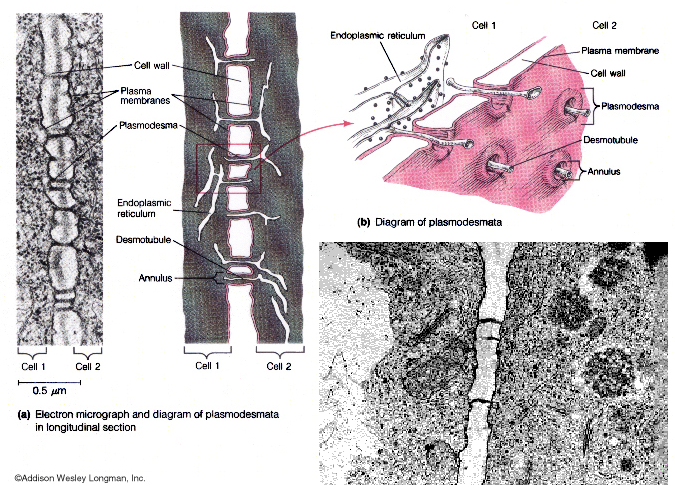 Cell wall
Plasma
membranes
Plasmodesma
Endoplasmic
reticulum
Desmotubule
Annulus
Cell 1
Cell 2
Cell 1
Cell 2
0.5 μm
(a) Electron micrograph and diagram of plasmodesmata
in longitudinal section
Endoplasmic reticulum
Cell 1
Cell 2
Plasma membrane
Cell wall
Plasmodesma
Desmotubule
Annulus
(b) Diagram of plasmodesmata
©Addison Wesley Longman, Inc.